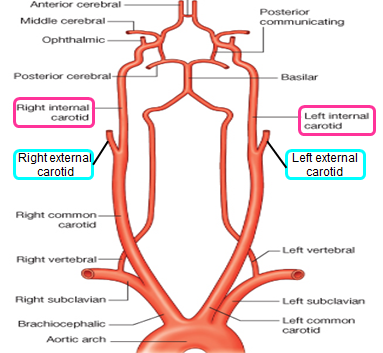 Anterior cerebral
Middle cerebral
Ophthalmic
Posterior
communicating
Posterior cerebral
Basilar
Right internal
carotid
Left internal
carotid
Right external
carotid
Left external
carotid
Right common
carotid
Right vertebral
Left vertebral
Right subclavian
Left subclavian
Brachiocephalic
Left common
carotid
Aortic arch